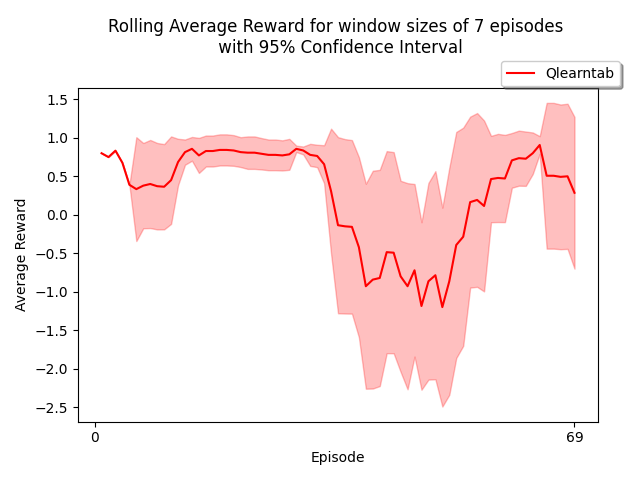 Rolling Average Reward for window sizes of 7 episodes
with 95% Confidence Interval
Qlearntab
1.5
1.0
0.5
0.0
−0.5
−1.0
−1.5
−2.0
−2.5
Average Reward
0
69
Episode